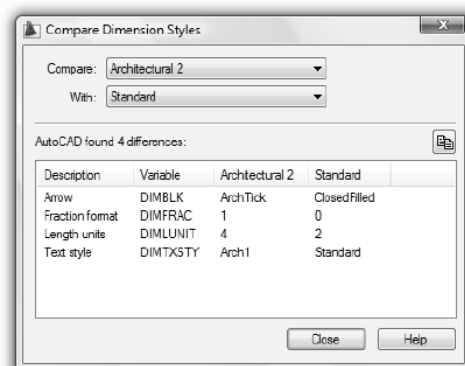 Compare Dimension Styles
X
Compare: Architectural 2
With: Standard
AutoCAD found 4 differences:
Description Variable Architectural 2 Standard
Arrow DIMBLK ArchTick ClosedFilled
Fraction format DIMFRAC 1 0
Length units DIMLUNIT 4 2
Text style DIMTXSTY Arch1 Standard
Close Help